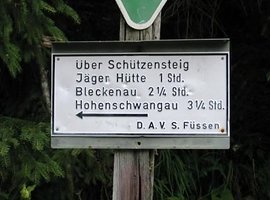 Über Schützensteig
Jäger Hütte 1 Std.
Bleckenau 2¼ Std.
Hohenschwangau 3¼ Std.
D.A.V. S. Füssen